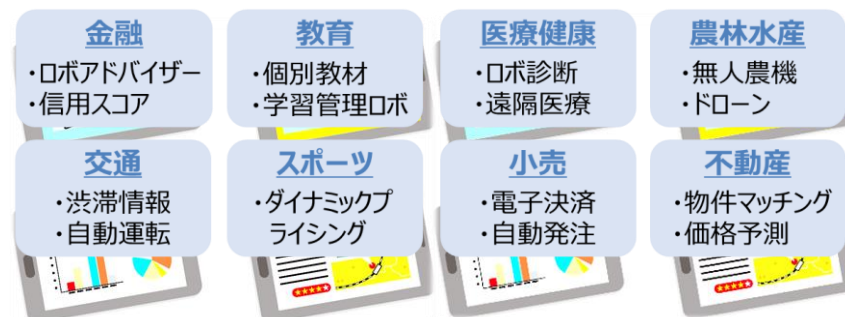 金融
・ロボアドバイザー
・信用スコア
教育
・個別教材
・学習管理ロボ
医療健康
・ロボ診断
・遠隔医療
農林水産
・無人農機
・ドローン
交通
・渋滞情報
・自動運転
スポーツ
・ダイナミックプ
ライシング
小売
・電子決済
・自動発注
不動産
・物件マッチング
・価格予測